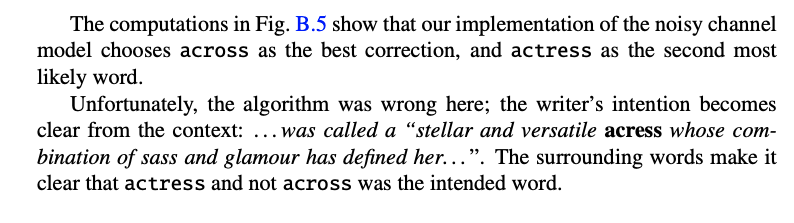 The computations in Fig. B.5 show that our implementation of the noisy channel
model chooses across as the best correction, and actress as the second most
likely word.
Unfortunately, the algorithm was wrong here; the writer’s intention becomes
clear from the context: ...was called a “stellar and versatile acress whose com-
bination of sass and glamour has defined her...”. The surrounding words make it
clear that actress and not across was the intended word.